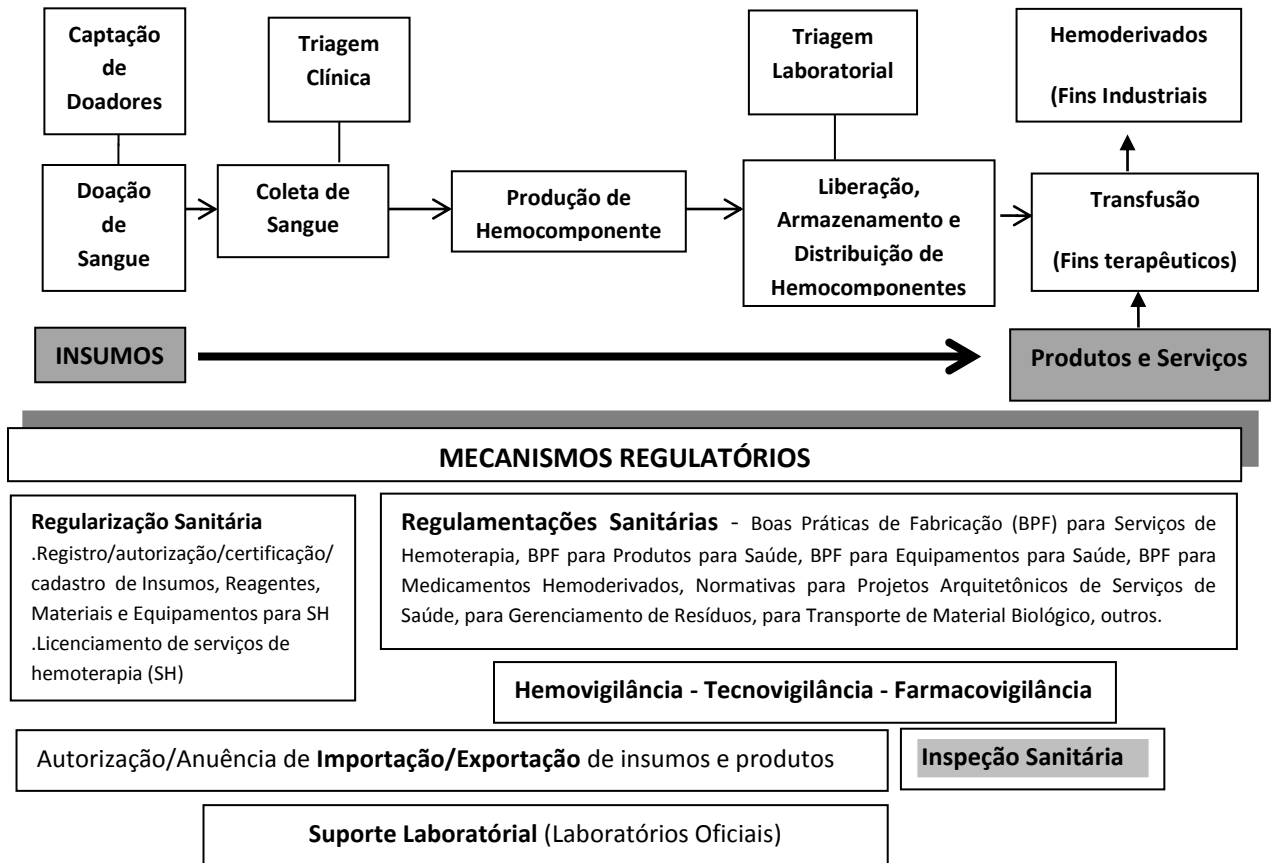 Captação
de
Doadores
Triagem
Clínica
Triagem
Laboratorial
Hemoderivados
(Fins Industriais
Doação
de
Sangue
Coleta de
Sangue
Produção de
Hemocomponente
Liberação,
Armazenamento e
Distribuição de
Hemocomponentes
Transfusão
(Fins terapêuticos)
INSUMOS
Produtos e Serviços
MECANISMOS REGULATÓRIOS
Regularização Sanitária
.Registro/autorização/certificação/
cadastro de Insumos, Reagentes,
Materiais e Equipamentos para SH
.Licenciamento de serviços de
hemoterapia (SH)
Regulamentações Sanitárias - Boas Práticas de Fabricação (BPF) para Serviços de
Hemoterapia, BPF para Produtos para Saúde, BPF para Equipamentos para Saúde, BPF para
Medicamentos Hemoderivados, Normativas para Projetos Arquitetônicos de Serviços de
Saúde, para Gerenciamento de Resíduos, para Transporte de Material Biológico, outros.
Hemovigilância - Tecnovigilância - Farmacovigilância
Autorização/Anuência de Importação/Exportação de insumos e produtos
Inspeção Sanitária
Suporte Laboratórial (Laboratórios Oficiais)